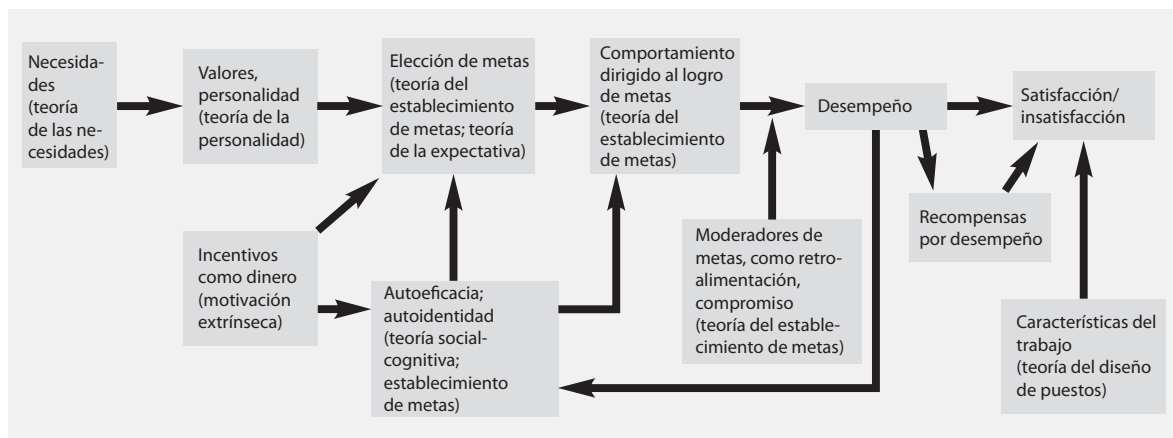 Necesida-
des
(teoría
de las ne-
cesidades)
Valores,
personalidad
(teoría de la
personalidad)
Elección de metas
(teoría del
establecimiento
de metas; teoría
de la expectativa)
Comportamiento
dirigido al logro
de metas
(teoría del
establecimiento
de metas)
Desempeño
Satisfacción/
insatisfacción
Incentivos
como dinero
(motivación
extrínseca)
Autoeficacia;
autoidentidad
(teoría social-
cognitiva;
establecimiento
de metas)
Moderadores de
metas, como retro-
alimentación,
compromiso
(teoría del estable-
cimiento de metas)
Recompensas
por desempeño
Características del
trabajo
(teoría del diseño
de puestos)